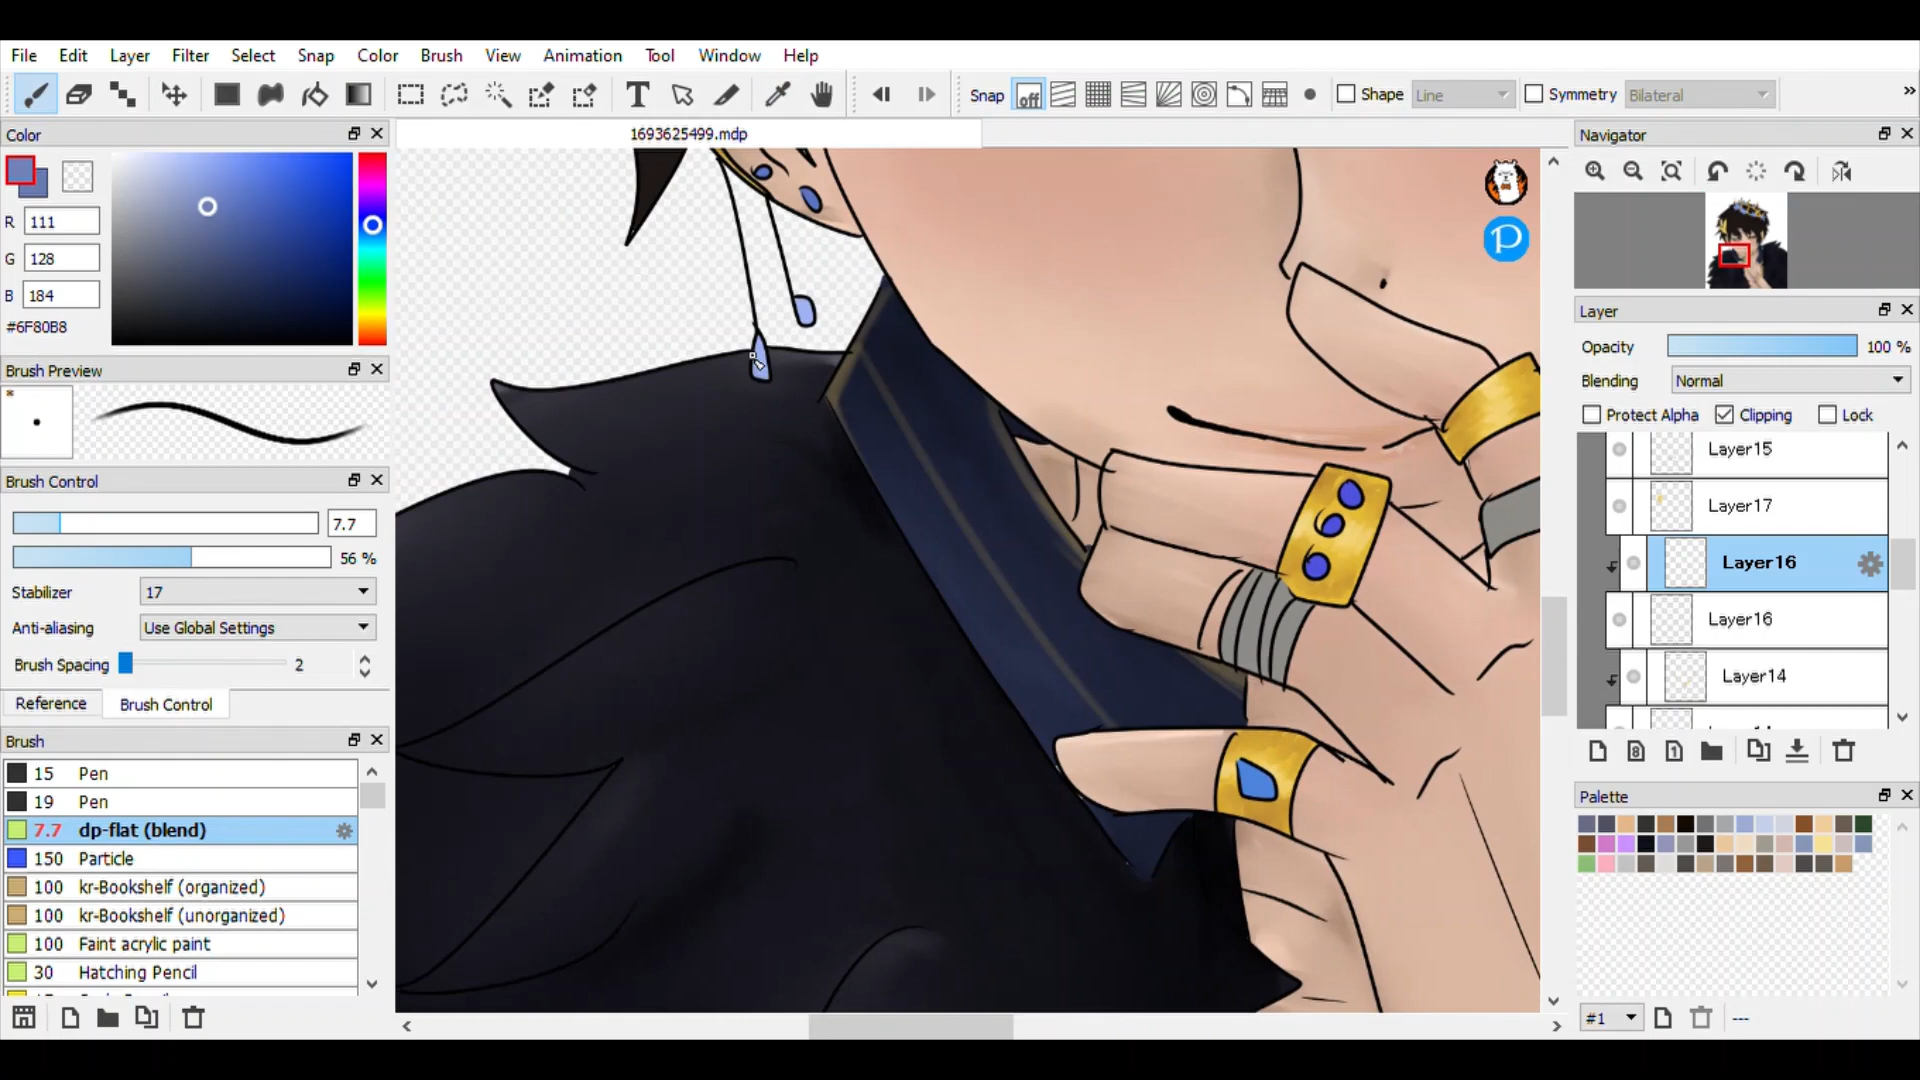 File Edit Layer Filter Select Snap Color Brush View Animation Tool Window Help
Snap off Shape Line Symmetry Bilateral »
Color
1693625499.mdp
Navigator
R 111
G 128
B 184
#6F80B8
P
Layer
Opacity 100 %
Blending Normal
Protect Alpha Clipping Lock
Layer15
Layer17
Layer16
Layer16
Layer14
Brush Preview
Brush Control
7.7
56 %
Stabilizer 17
Anti-aliasing Use Global Settings
Brush Spacing 2
Reference Brush Control
Brush
15 Pen
19 Pen
7.7 dp-flat (blend)
150 Particle
100 kr-Bookshelf (organized)
100 kr-Bookshelf (unorganized)
100 Faint acrylic paint
30 Hatching Pencil
8 1
Palette
#1 ---